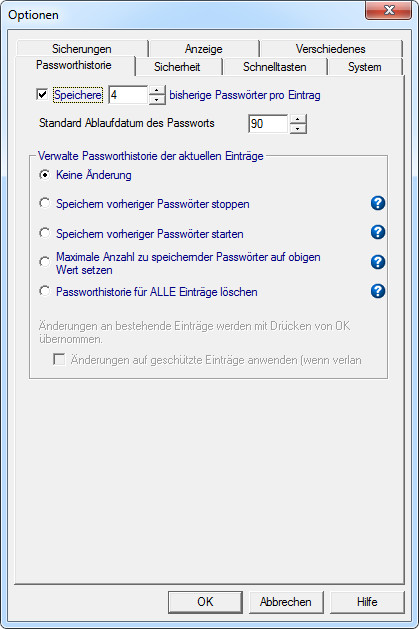 Optionen
Sicherungen Anzeige Verschiedenes
Passworthistorie Sicherheit Schnelltasten System
Speichere 4 bisherige Passwörter pro Eintrag
Standard Ablaufdatum des Passworts 90
Verwalte Passworthistorie der aktuellen Einträge
Keine Änderung
Speichern vorheriger Passwörter stoppen ?
Speichern vorheriger Passwörter starten ?
Maximale Anzahl zu speichernder Passwörter auf obigen ?
Wert setzen
Passworthistorie für ALLE Einträge löschen ?
Änderungen an bestehende Einträge werden mit Drücken von OK
übernommen.
Änderungen auf geschützte Einträge anwenden (wenn verlan
OK Abbrechen Hilfe